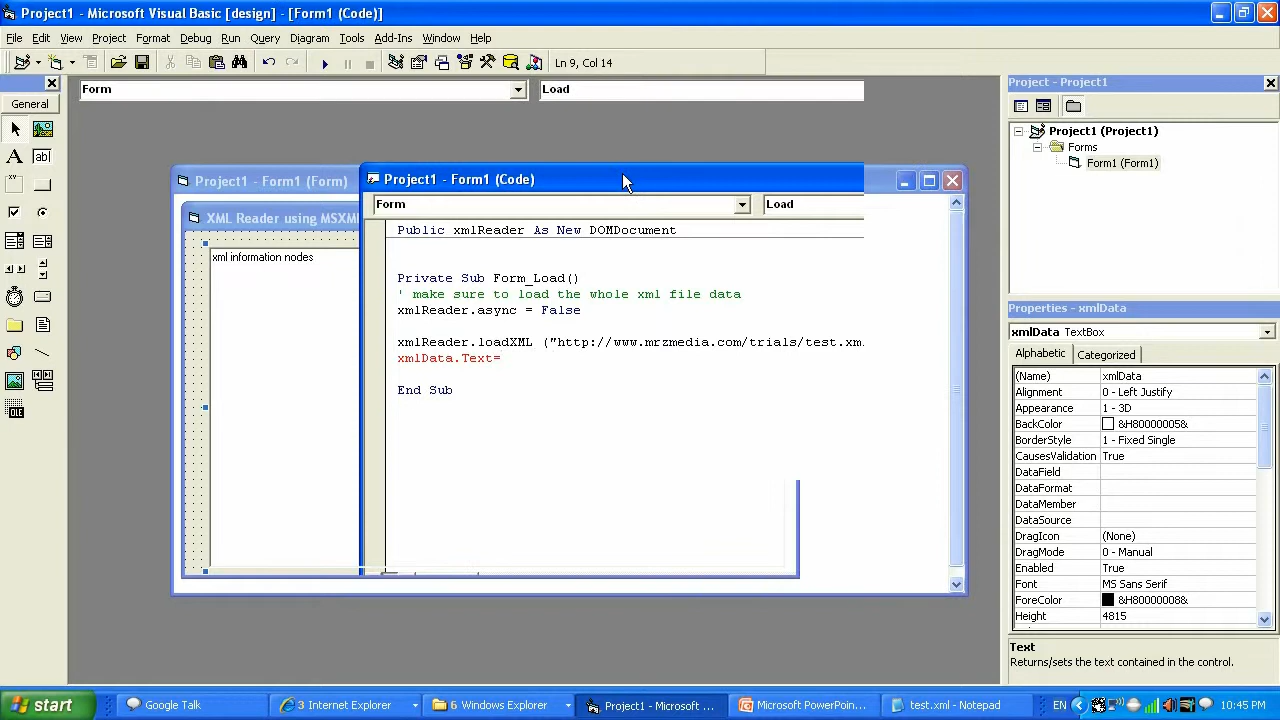 Project1 - Microsoft Visual Basic [design] - [Form1 (Code)]
File Edit View Project Format Debug Run Query Diagram Tools Add-Ins Window Help
Ln 9, Col 14
General
Form
Load
Project1 - Form1 (Form)
XML Reader using MSXM
xml information nodes
Project1 - Form1 (Code)
Form
Load
Public xmlReader As New DOMDocument
Private Sub Form_Load()
' make sure to load the whole xml file data
xmlReader.async = False
xmlReader.loadXML ("http://www.mrzmedia.com/trials/test.xm
xmlData.Text=
End Sub
A
ab|
xy
OLE
Project - Project1
Project1 (Project1)
Forms
Form1 (Form1)
Properties - xmlData
xmlData TextBox
Alphabetic Categorized
(Name) xmlData
Alignment 0 - Left Justify
Appearance 1 - 3D
BackColor &H80000005&
BorderStyle 1 - Fixed Single
CausesValidation True
DataField
DataFormat
DataMember
DataSource
DragIcon (None)
DragMode 0 - Manual
Enabled True
Font MS Sans Serif
ForeColor &H80000008&
Height 4815
Text
Returns/sets the text contained in the control.
start
Google Talk
3 Internet Explorer
6 Windows Explorer
Project1 - Microsoft ...
Microsoft PowerPoin...
test.xml - Notepad
EN
10:45 PM